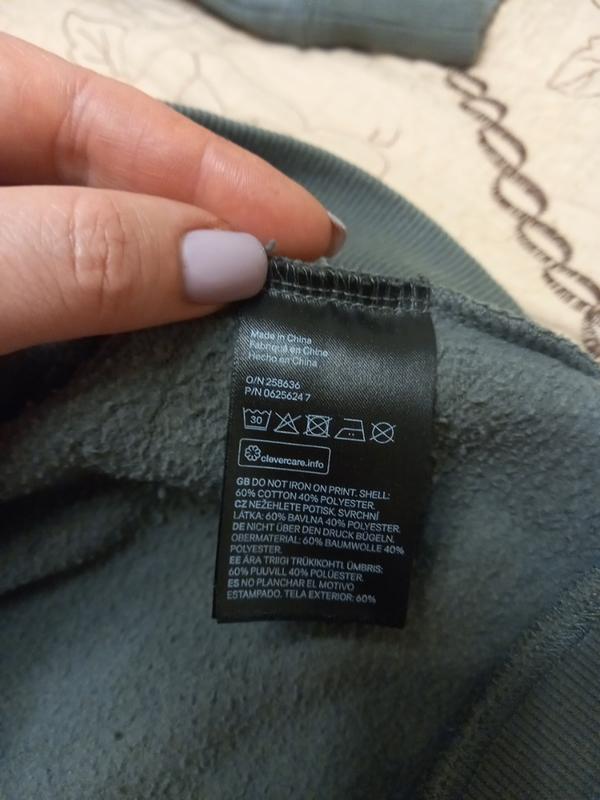 Made in China
Fabriqué en Chine
Hecho en China
O/N 258636
P/N 0625624 7
30
clevercare.info
GB DO NOT IRON ON PRINT. SHELL:
60% COTTON 40% POLYESTER.
CZ NEŽEHLETE POTISK. SVRCHNÍ
LÁTKA: 60% BAVLNA 40% POLYESTER.
DE NICHT ÜBER DEN DRUCK BÜGELN.
OBERMATERIAL: 60% BAUMWOLLE 40%
POLYESTER.
EE ÄRA TRIIGI TRÜKIKOHTI. ÜMBRIS:
60% PUUVILL 40% POLÜESTER.
ES NO PLANCHAR EL MOTIVO
ESTAMPADO. TELA EXTERIOR: 60%